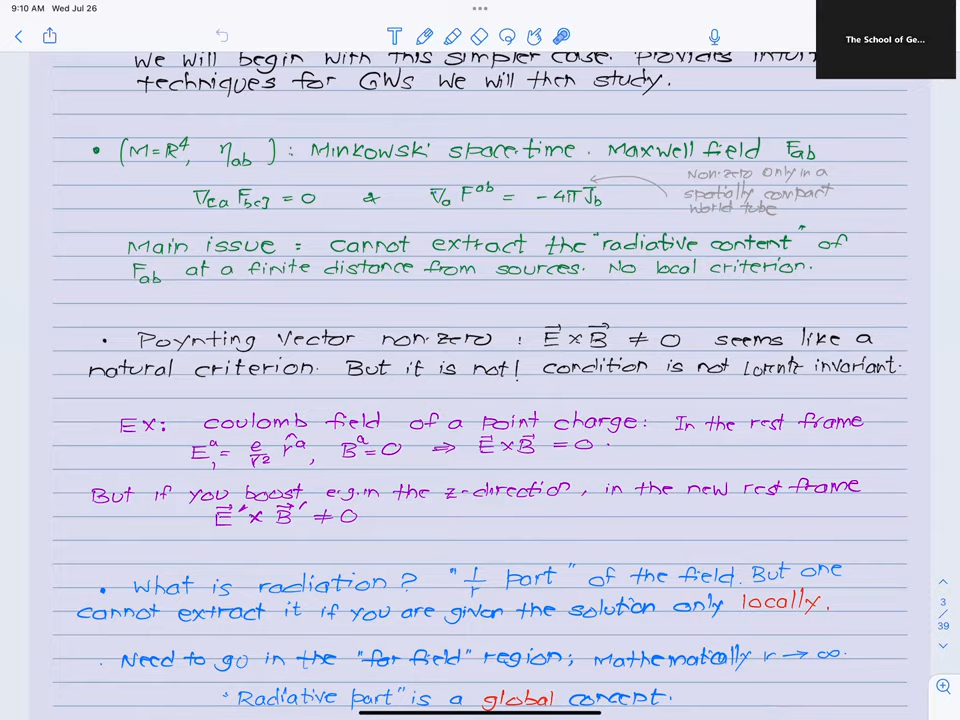 9:10 AM Wed Jul 26
The School of Ge...
we will begin with this simpler case. Provides
techniques for GWs we will then study.
• (M=ℝ⁴, η_ab) : Minkowski space-time. Maxwell field F_ab
∇_[a F_bc] = 0 & ∇_a F^ab = -4π J_b
Non-zero only in a
spatially compact
world tube
Main issue : cannot extract the "radiative content" of
F_ab at a finite distance from sources. No local criterion.
• Poynting vector non-zero : E⃗ x B⃗ ≠ 0 seems like a
natural criterion. But it is not! condition is not Lorentz invariant.
Ex: coulomb field of a point charge: In the rest frame
E^a = e/r2 r̂^a, B^a = 0 ⇒ E⃗ x B⃗ = 0.
But if you boost e.g. in the z-direction, in the new rest frame
E⃗' x B⃗' ≠ 0
• What is radiation? "1/r part" of the field. But one
cannot extract it if you are given the solution only locally.
. Need to go in the "far field" region; Mathematically r → ∞.
"Radiative part" is a global concept.
3
/
39